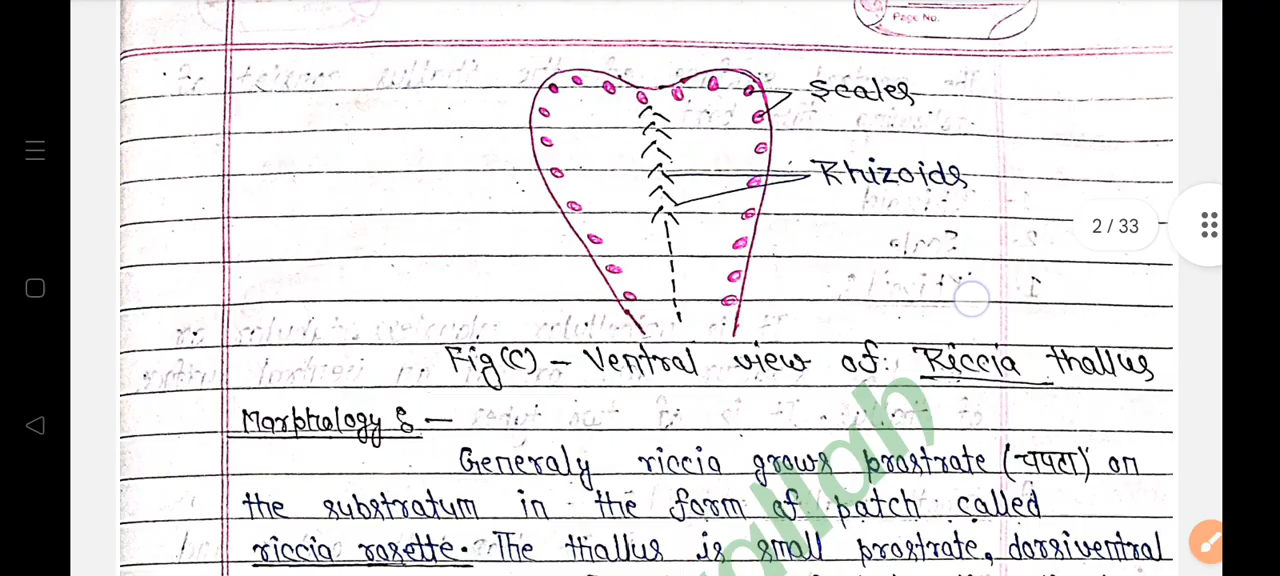 Page No.
Scales
Rhizoids
2 / 33
Fig(C) – Ventral view of Riccia thallus
Morphology :-
Generaly riccia grows prostrate (चपटा) on
the substratum in the form of patch called
riccia rosette. The thallus is small prostrate, dorsiventral